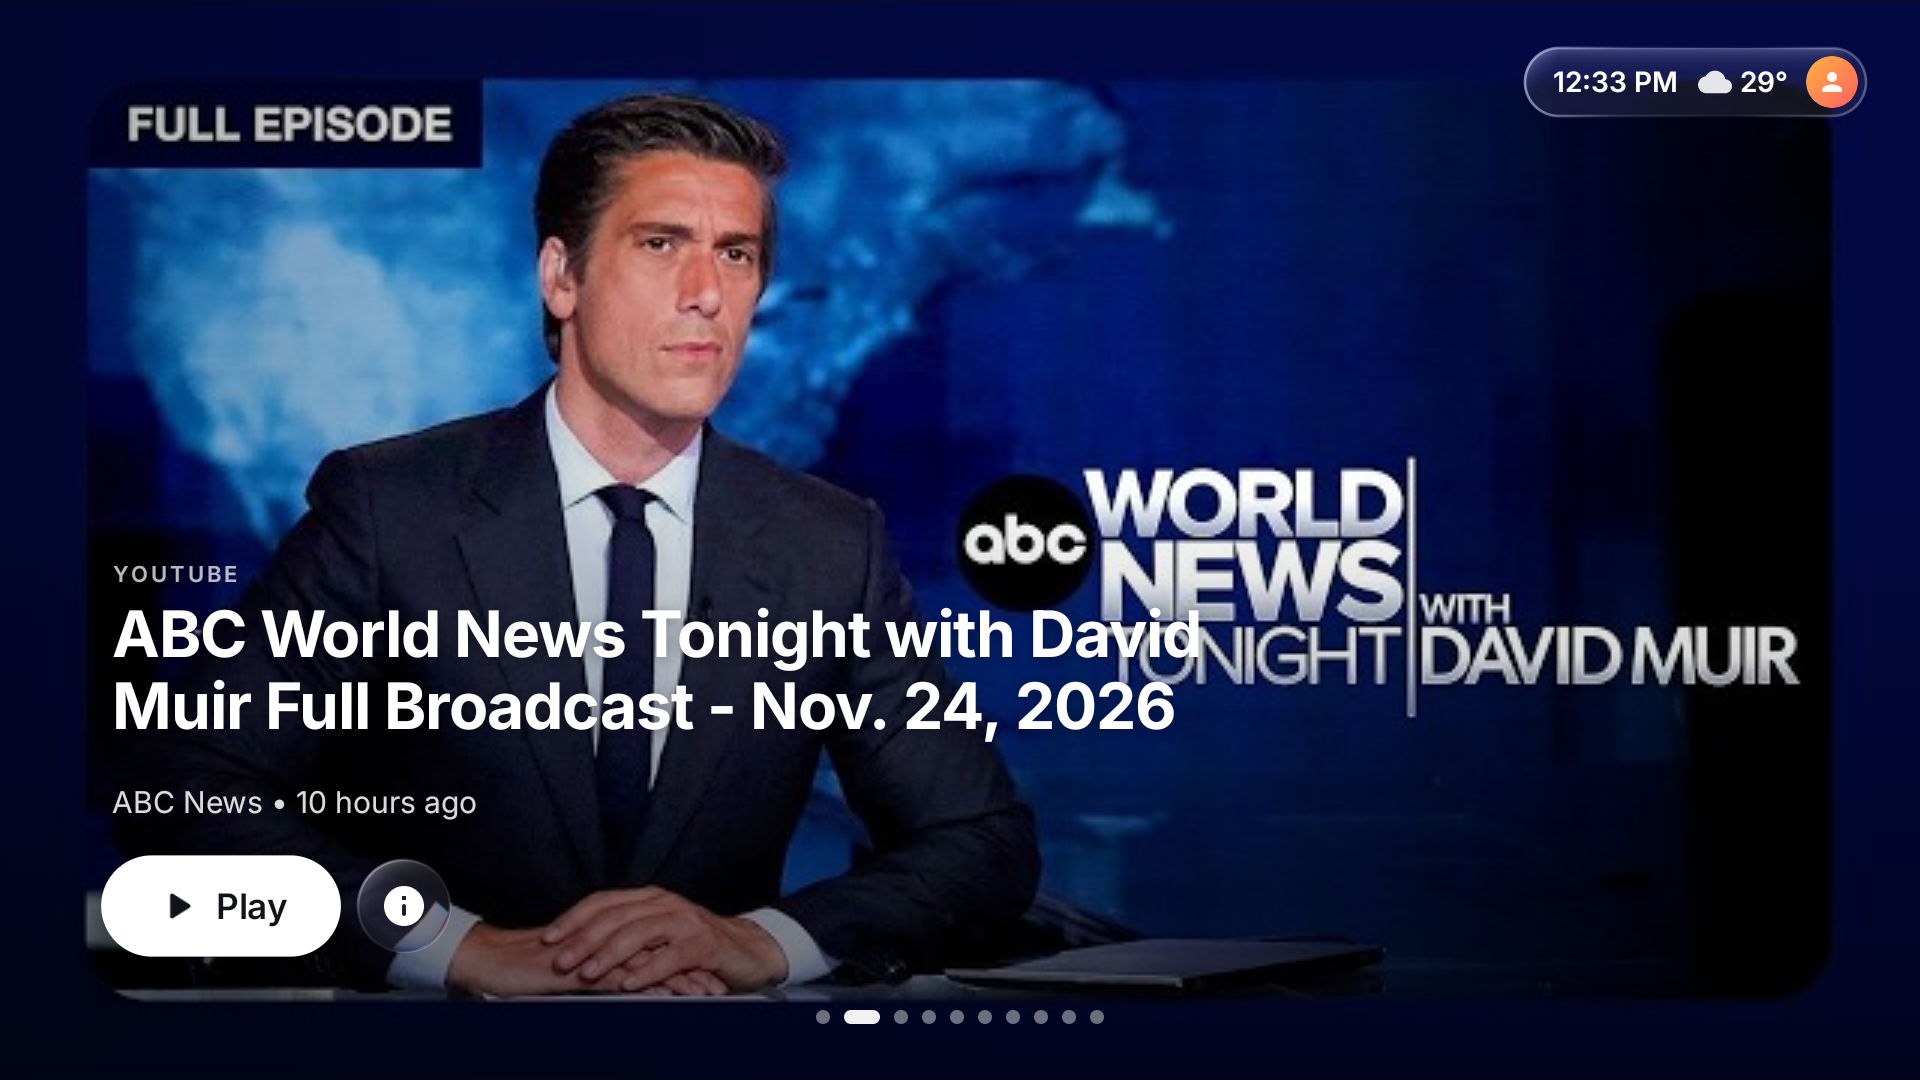 12:33 PM 29°
FULL EPISODE
abc
WORLD
NEWS
TONIGHT
WITH
DAVID MUIR
YOUTUBE
ABC World News Tonight with David
Muir Full Broadcast - Nov. 24, 2026
ABC News • 10 hours ago
Play